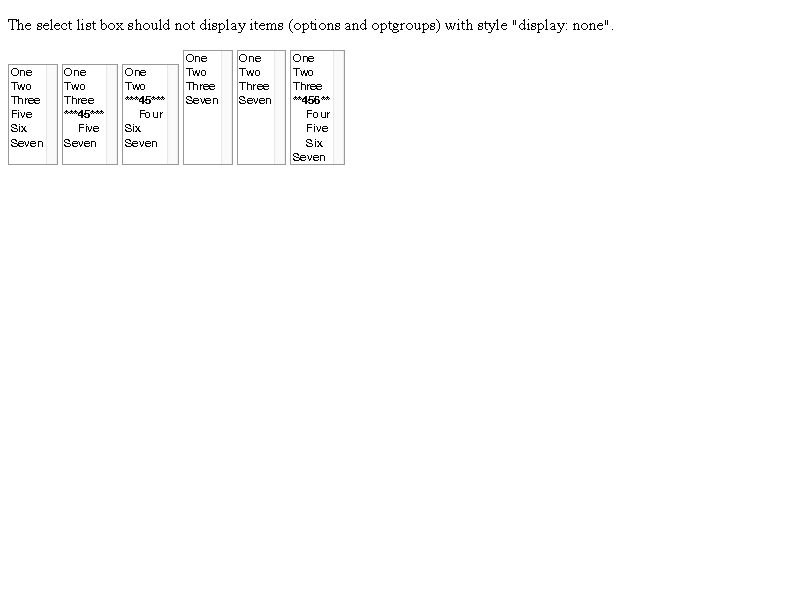 The select list box should not display items (options and optgroups) with style "display: none".
One
Two
Three
Five
Six
Seven
One
Two
Three
***45***
Five
Seven
One
Two
***45***
Four
Six
Seven
One
Two
Three
Seven
One
Two
Three
Seven
One
Two
Three
**456**
Four
Five
Six
Seven